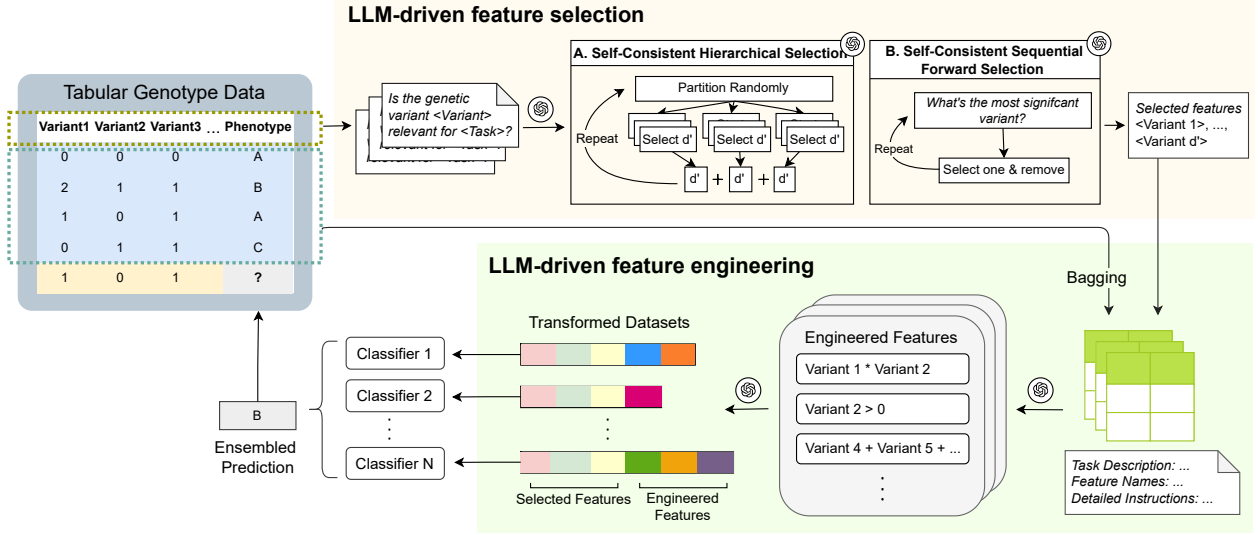 LLM-driven feature selection
Tabular Genotype Data
Variant1 Variant2 Variant3 ... Phenotype
0 0 0 A
2 1 1 B
1 0 1 A
0 1 1 C
1 0 1 ?
Is the genetic
variant <Variant>
relevant for <Task>?
A. Self-Consistent Hierarchical Selection
Partition Randomly
Repeat
Select d' Select d' Select d'
d' + d' + d'
B. Self-Consistent Sequential
Forward Selection
What's the most signifcant
variant?
Repeat
Select one & remove
Selected features
<Variant 1>, ...,
<Variant d'>
LLM-driven feature engineering
Bagging
Task Description: ...
Feature Names: ...
Detailed Instructions: ...
Engineered Features
Variant 1 * Variant 2
Variant 2 > 0
Variant 4 + Variant 5 + ...
Transformed Datasets
Selected Features
Engineered
Features
Classifier 1
Classifier 2
Classifier N
B
Ensembled
Prediction